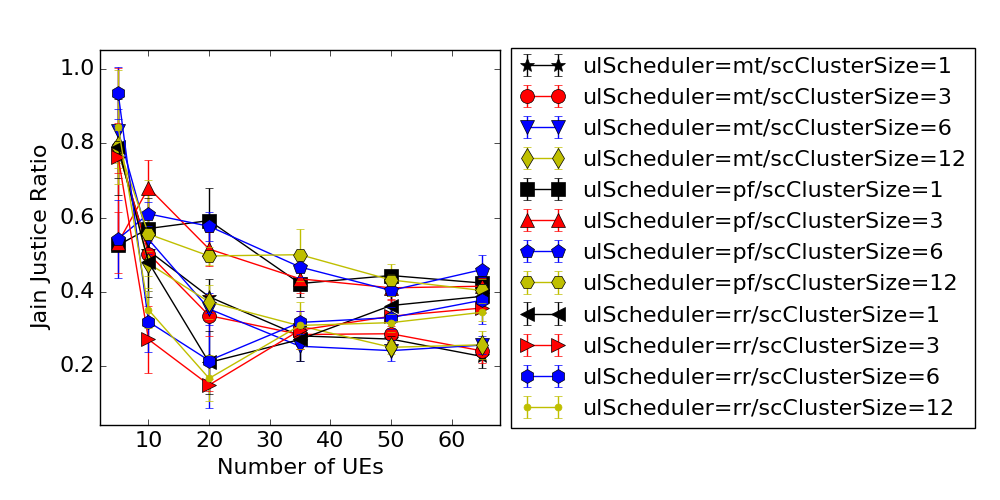 1.0
0.8
0.6
0.4
0.2
Jain Justice Ratio
10 20 30 40 50 60
Number of UEs
ulScheduler=mt/scClusterSize=1
ulScheduler=mt/scClusterSize=3
ulScheduler=mt/scClusterSize=6
ulScheduler=mt/scClusterSize=12
ulScheduler=pf/scClusterSize=1
ulScheduler=pf/scClusterSize=3
ulScheduler=pf/scClusterSize=6
ulScheduler=pf/scClusterSize=12
ulScheduler=rr/scClusterSize=1
ulScheduler=rr/scClusterSize=3
ulScheduler=rr/scClusterSize=6
ulScheduler=rr/scClusterSize=12